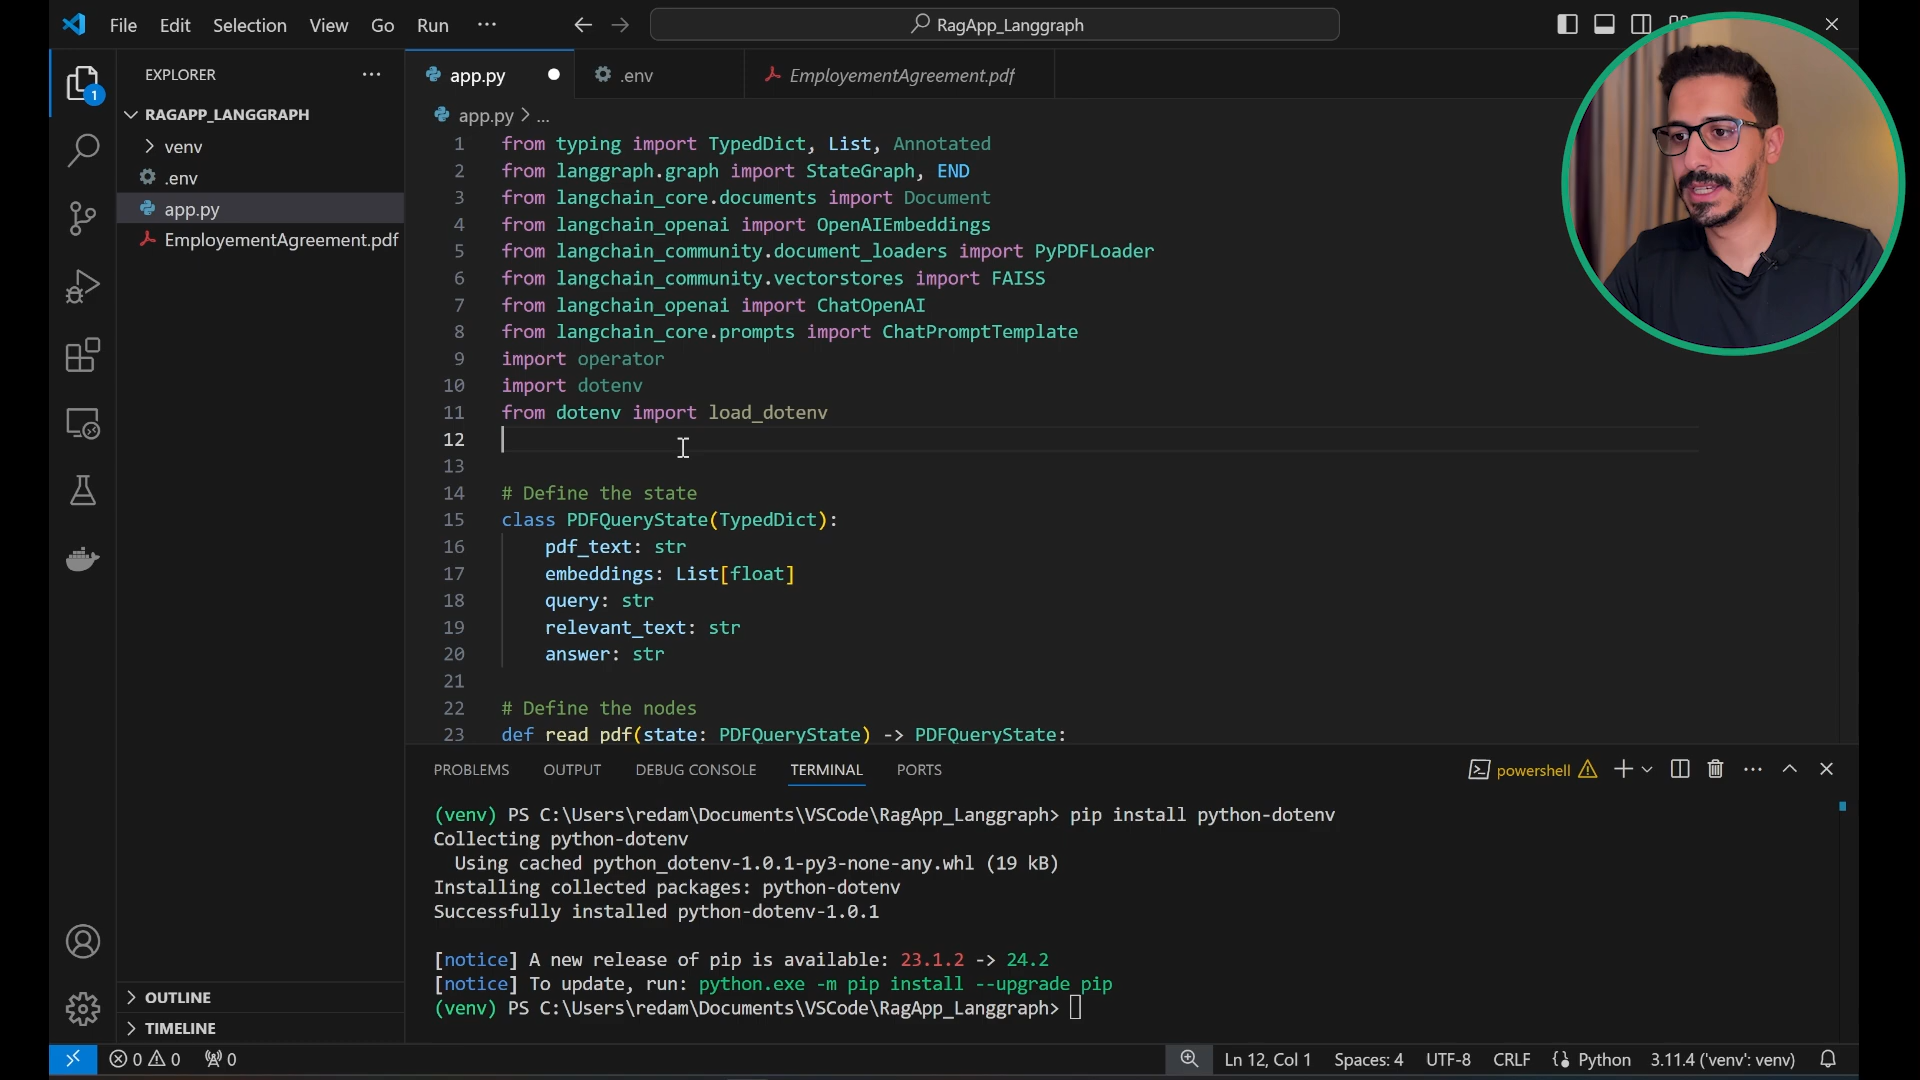 File Edit Selection View Go Run ···
RagApp_Langgraph
EXPLORER
1
RAGAPP_LANGGRAPH
venv
.env
app.py
EmployementAgreement.pdf
OUTLINE
TIMELINE
app.py .env EmployementAgreement.pdf
app.py > ...
1 from typing import TypedDict, List, Annotated
2 from langgraph.graph import StateGraph, END
3 from langchain_core.documents import Document
4 from langchain_openai import OpenAIEmbeddings
5 from langchain_community.document_loaders import PyPDFLoader
6 from langchain_community.vectorstores import FAISS
7 from langchain_openai import ChatOpenAI
8 from langchain_core.prompts import ChatPromptTemplate
9 import operator
10 import dotenv
11 from dotenv import load_dotenv
12
13
14 # Define the state
15 class PDFQueryState(TypedDict):
16 pdf_text: str
17 embeddings: List[float]
18 query: str
19 relevant_text: str
20 answer: str
21
22 # Define the nodes
23 def read_pdf(state: PDFQueryState) -> PDFQueryState:
PROBLEMS OUTPUT DEBUG CONSOLE TERMINAL PORTS
powershell
(venv) PS C:\Users\redam\Documents\VSCode\RagApp_Langgraph> pip install python-dotenv
Collecting python-dotenv
Using cached python_dotenv-1.0.1-py3-none-any.whl (19 kB)
Installing collected packages: python-dotenv
Successfully installed python-dotenv-1.0.1
[notice] A new release of pip is available: 23.1.2 -> 24.2
[notice] To update, run: python.exe -m pip install --upgrade pip
(venv) PS C:\Users\redam\Documents\VSCode\RagApp_Langgraph>
0 0 0
Ln 12, Col 1 Spaces: 4 UTF-8 CRLF Python 3.11.4 ('venv': venv)